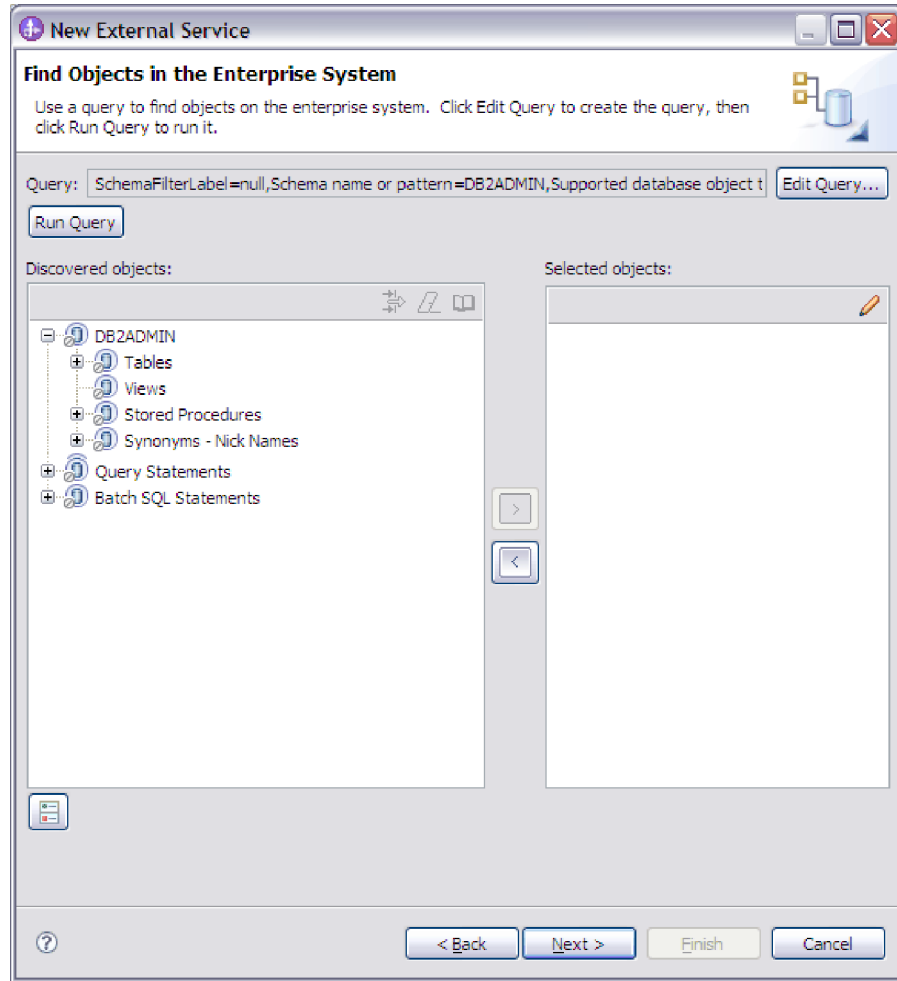 New External Service
Find Objects in the Enterprise System
Use a query to find objects on the enterprise system. Click Edit Query to create the query, then
click Run Query to run it.
Query: SchemaFilterLabel=null,Schema name or pattern=DB2ADMIN,Supported database object t Edit Query...
Run Query
Discovered objects: Selected objects:
DB2ADMIN
Tables
Views
Stored Procedures
Synonyms - Nick Names
Query Statements
Batch SQL Statements
>
<
? < Back Next > Finish Cancel